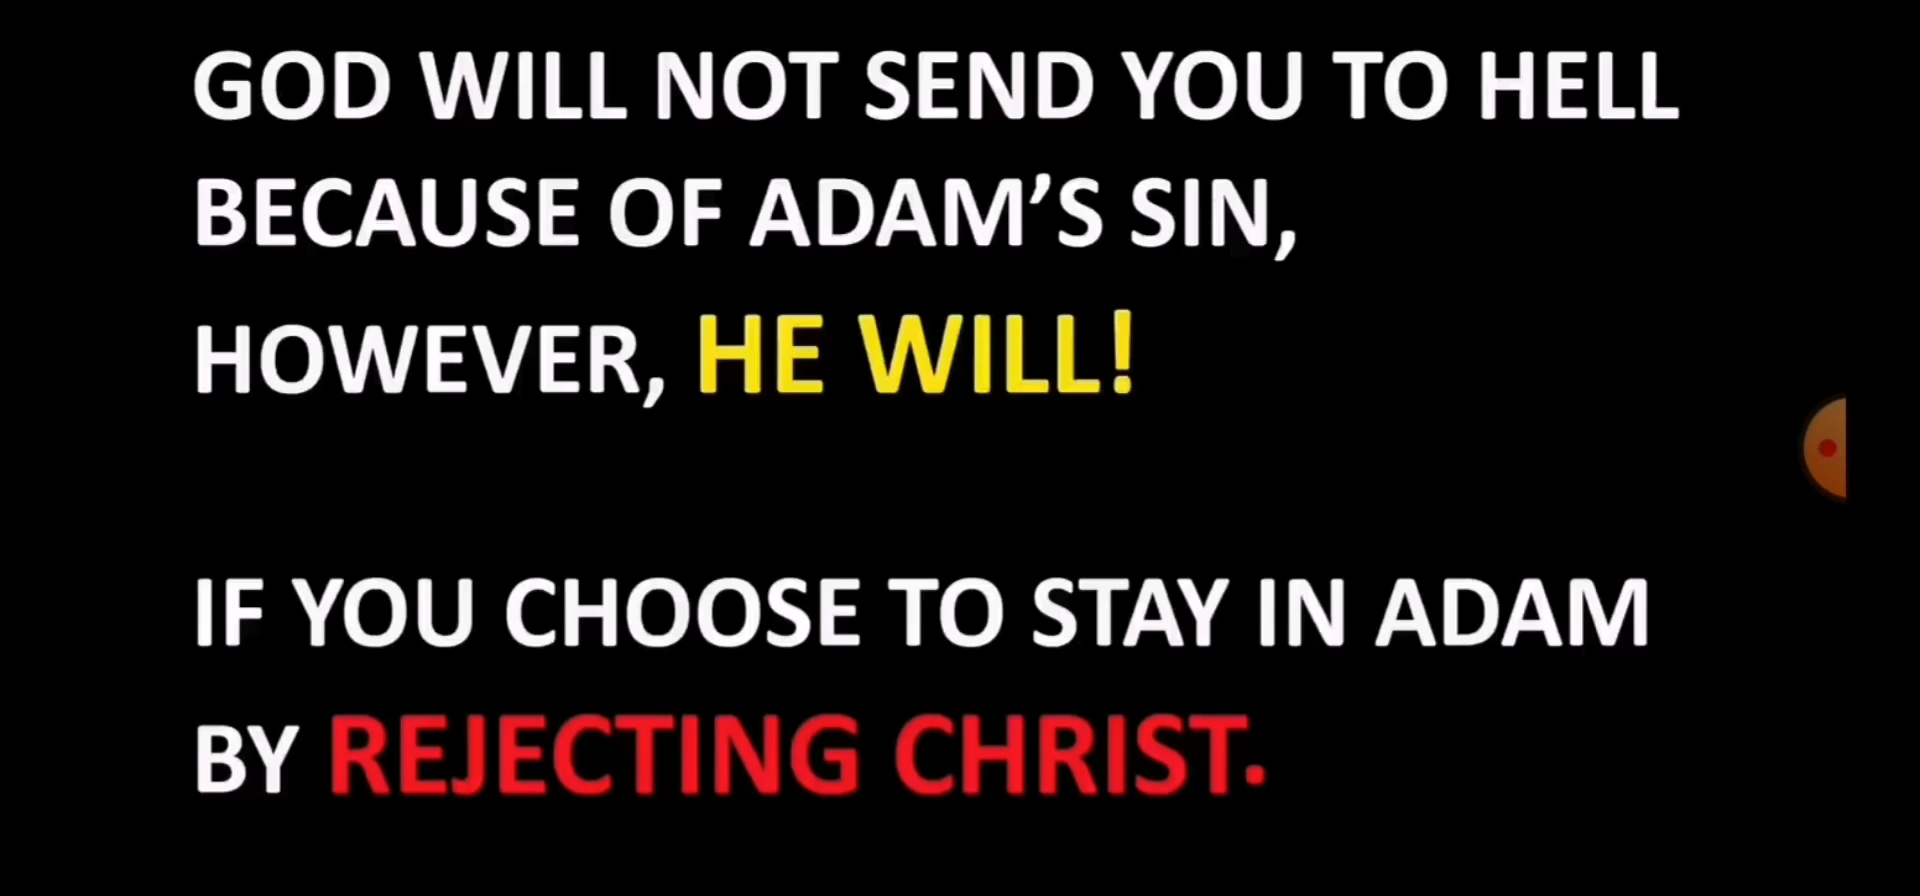 GOD WILL NOT SEND YOU TO HELL
BECAUSE OF ADAM’S SIN,
HOWEVER, HE WILL!
IF YOU CHOOSE TO STAY IN ADAM
BY REJECTING CHRIST.